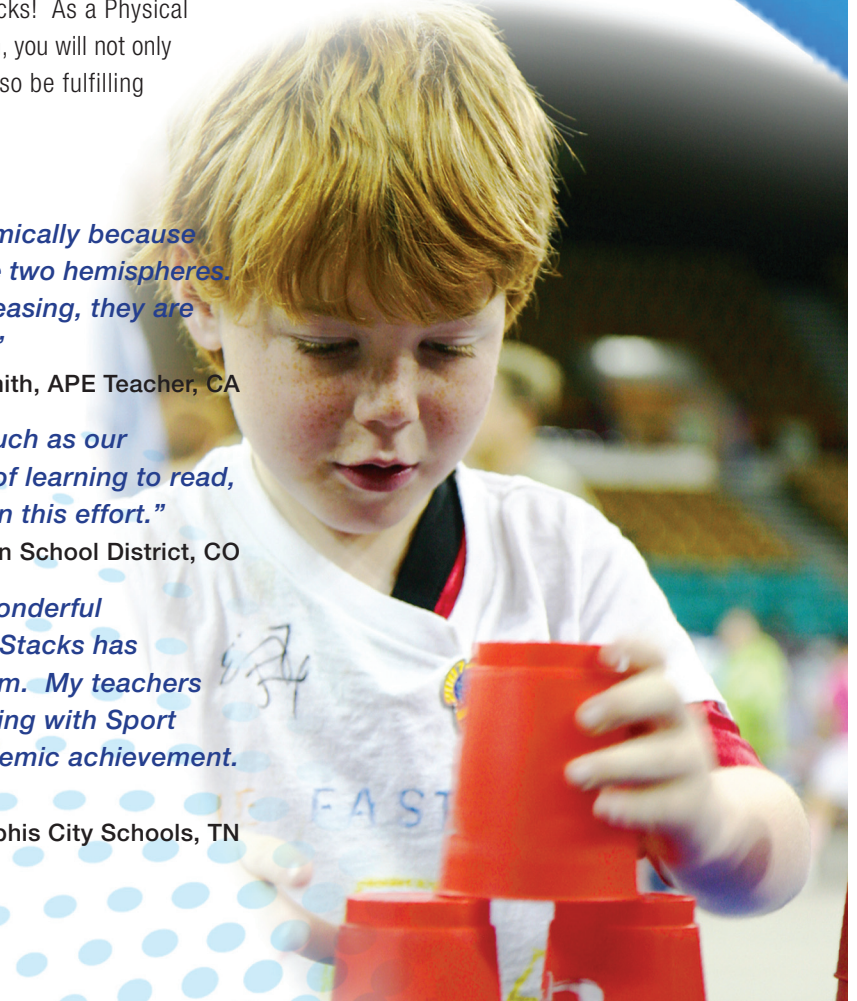 cks! As a Physical
, you will not only
so be fulfilling
mically because
two hemispheres.
easing, they are
”
ith, APE Teacher, CA
uch as our
of learning to read,
n this effort.”
n School District, CO
onderful
Stacks has
m. My teachers
ing with Sport
emic achievement.
phis City Schools, TN
FAST